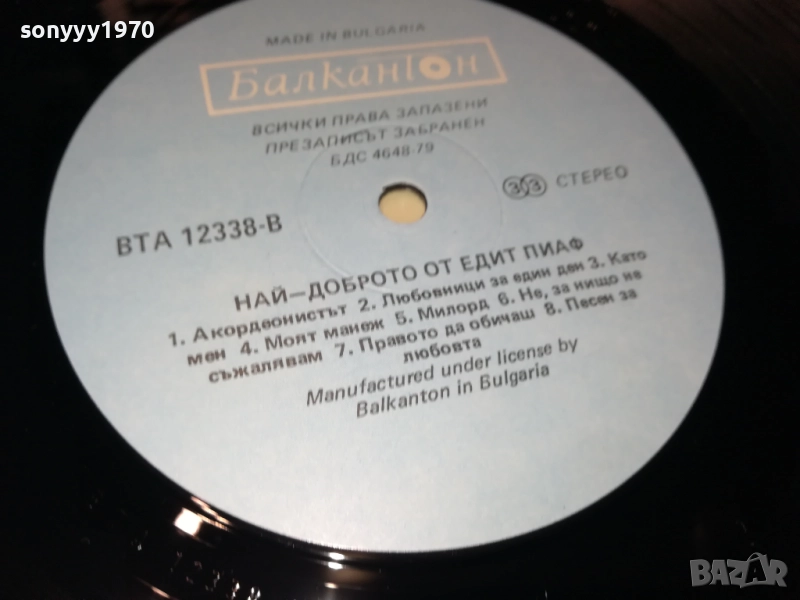 sonyyy1970
MADE IN BULGARIA
Балкантон
ВСИЧКИ ПРАВА ЗАПАЗЕНИ
ПРЕЗАПИСЪТ ЗАБРАНЕН
БДС 4648-79
33 СТЕРЕО
ВТА 12338-В
НАЙ-ДОБРОТО ОТ ЕДИТ ПИАФ
1. Акордеонистът 2. Любовници за един ден 3. Като
мен 4. Моят манеж 5. Милорд 6. Не, за нищо не
съжалявам 7. Правото да обичаш 8. Песен за
любовта
Manufactured under license by
Balkanton in Bulgaria
BAZAR